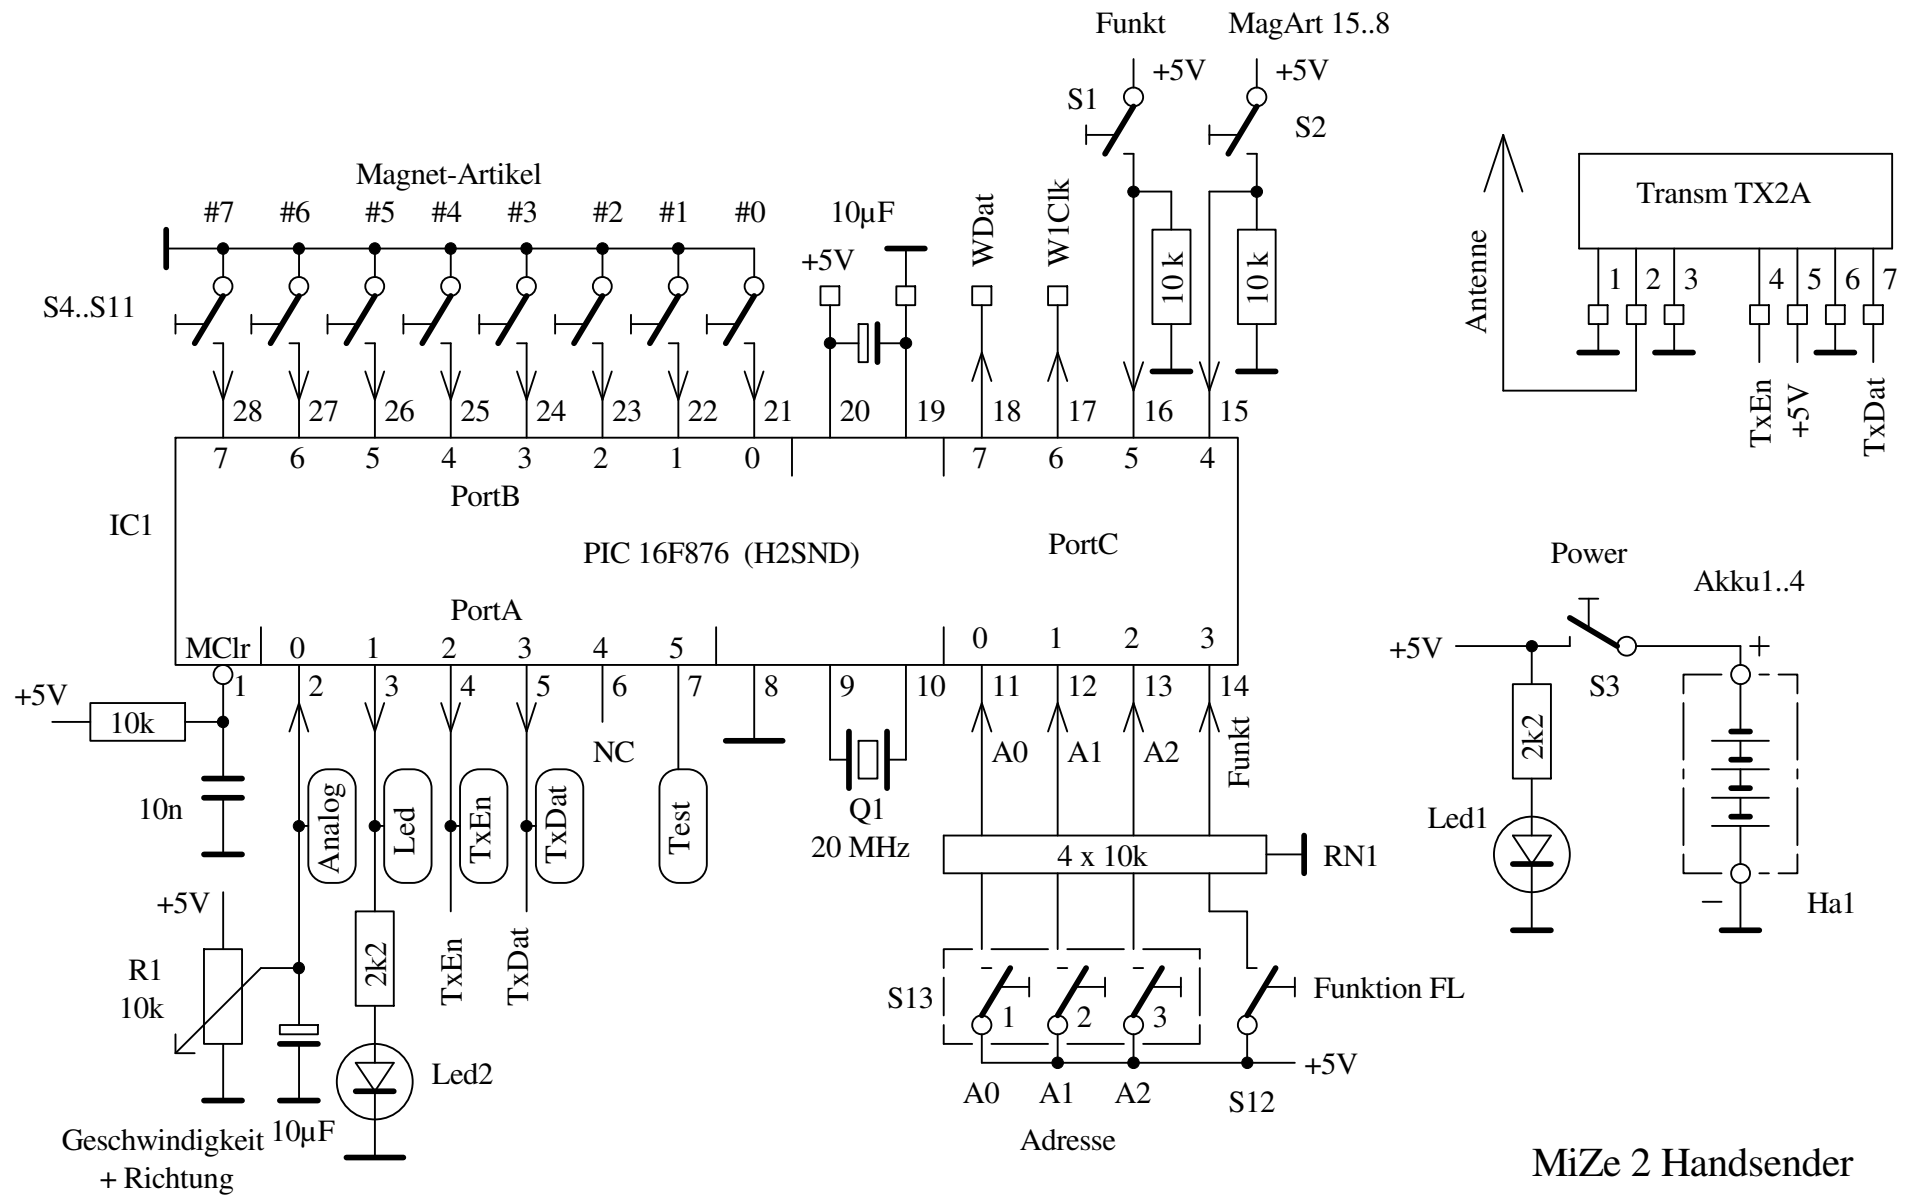 Funkt MagArt 15..8
+5V +5V
S1 S2
Magnet-Artikel
#7 #6 #5 #4 #3 #2 #1 #0 10µF
+5V
WDat W1Clk
10 k 10 k
S4..S11
28 27 26 25 24 23 22 21 20 19 18 17 16 15
7 6 5 4 3 2 1 0 7 6 5 4
PortB
IC1
PIC 16F876 (H2SND)
PortC
PortA
MClr 0 1 2 3 4 5 0 1 2 3
1 2 3 4 5 6 7 8 9 10 11 12 13 14
+5V
10k
NC
A0 A1 A2 Funkt
10n
Analog Led TxEn TxDat Test
Q1
20 MHz
4 x 10k
RN1
+5V
R1
10k
2k2
TxEn TxDat
S13
1 2 3
Funktion FL
Led2
+5V
A0 A1 A2 S12
Adresse
10µF
Geschwindigkeit
+ Richtung
Transm TX2A
Antenne
1 2 3 4 5 6 7
TxEn +5V TxDat
Power
Akku1..4
+5V
S3
+
2k2
Led1
–
Ha1
MiZe 2 Handsender